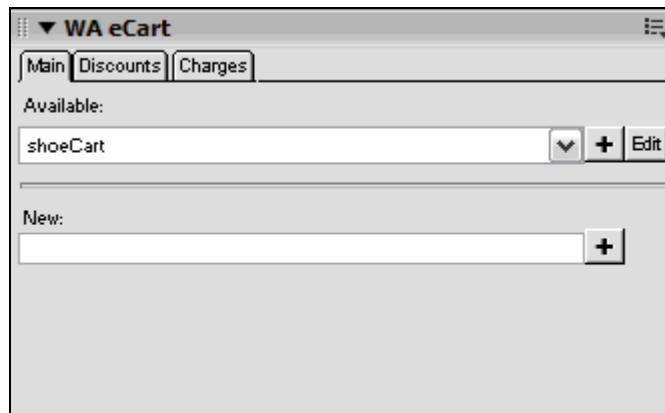 WA eCart
Main Discounts Charges
Available:
shoeCart + Edit
New:
+